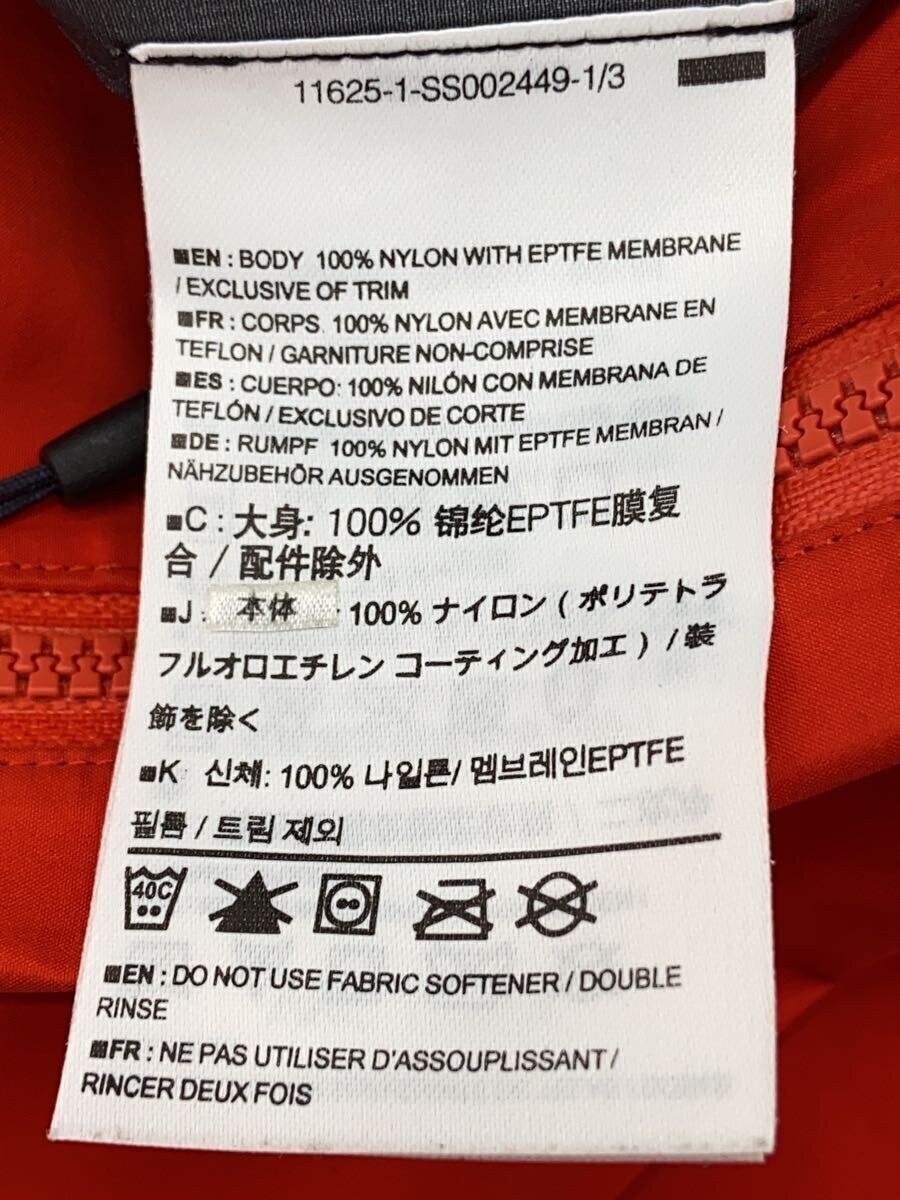 11625-1-SS002449-1/3
EN : BODY 100% NYLON WITH EPTFE MEMBRANE
/ EXCLUSIVE OF TRIM
FR : CORPS 100% NYLON AVEC MEMBRANE EN
TEFLON / GARNITURE NON-COMPRISE
ES : CUERPO: 100% NILÓN CON MEMBRANA DE
TEFLÓN / EXCLUSIVO DE CORTE
DE : RUMPF 100% NYLON MIT EPTFE MEMBRAN /
NÄHZUBEHÖR AUSGENOMMEN
C : 大身: 100% 锦纶EPTFE膜复
合 / 配件除外
J : 本体 100% ナイロン ( ポリテトラ
フルオロエチレン コーティング加工 ) / 装
飾を除く
K 신채: 100% 나일론/ 멤브레인EPTFE
필름 / 트림 제외
40C
EN : DO NOT USE FABRIC SOFTENER / DOUBLE
RINSE
FR : NE PAS UTILISER D'ASSOUPLISSANT /
RINCER DEUX FOIS